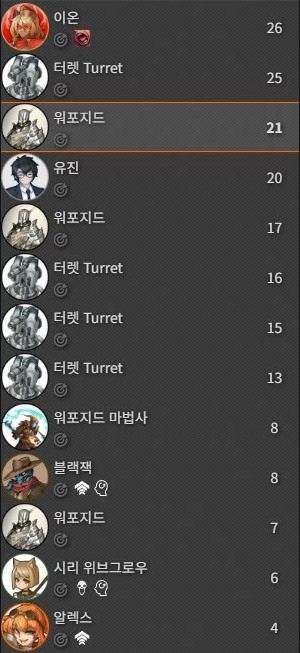 이온 26
터렛 Turret 25
워포지드 21
유진 20
워포지드 17
터렛 Turret 16
터렛 Turret 15
터렛 Turret 13
워포지드 마법사 8
블랙잭 8
워포지드 7
시리 위브그로우 6
알렉스 4